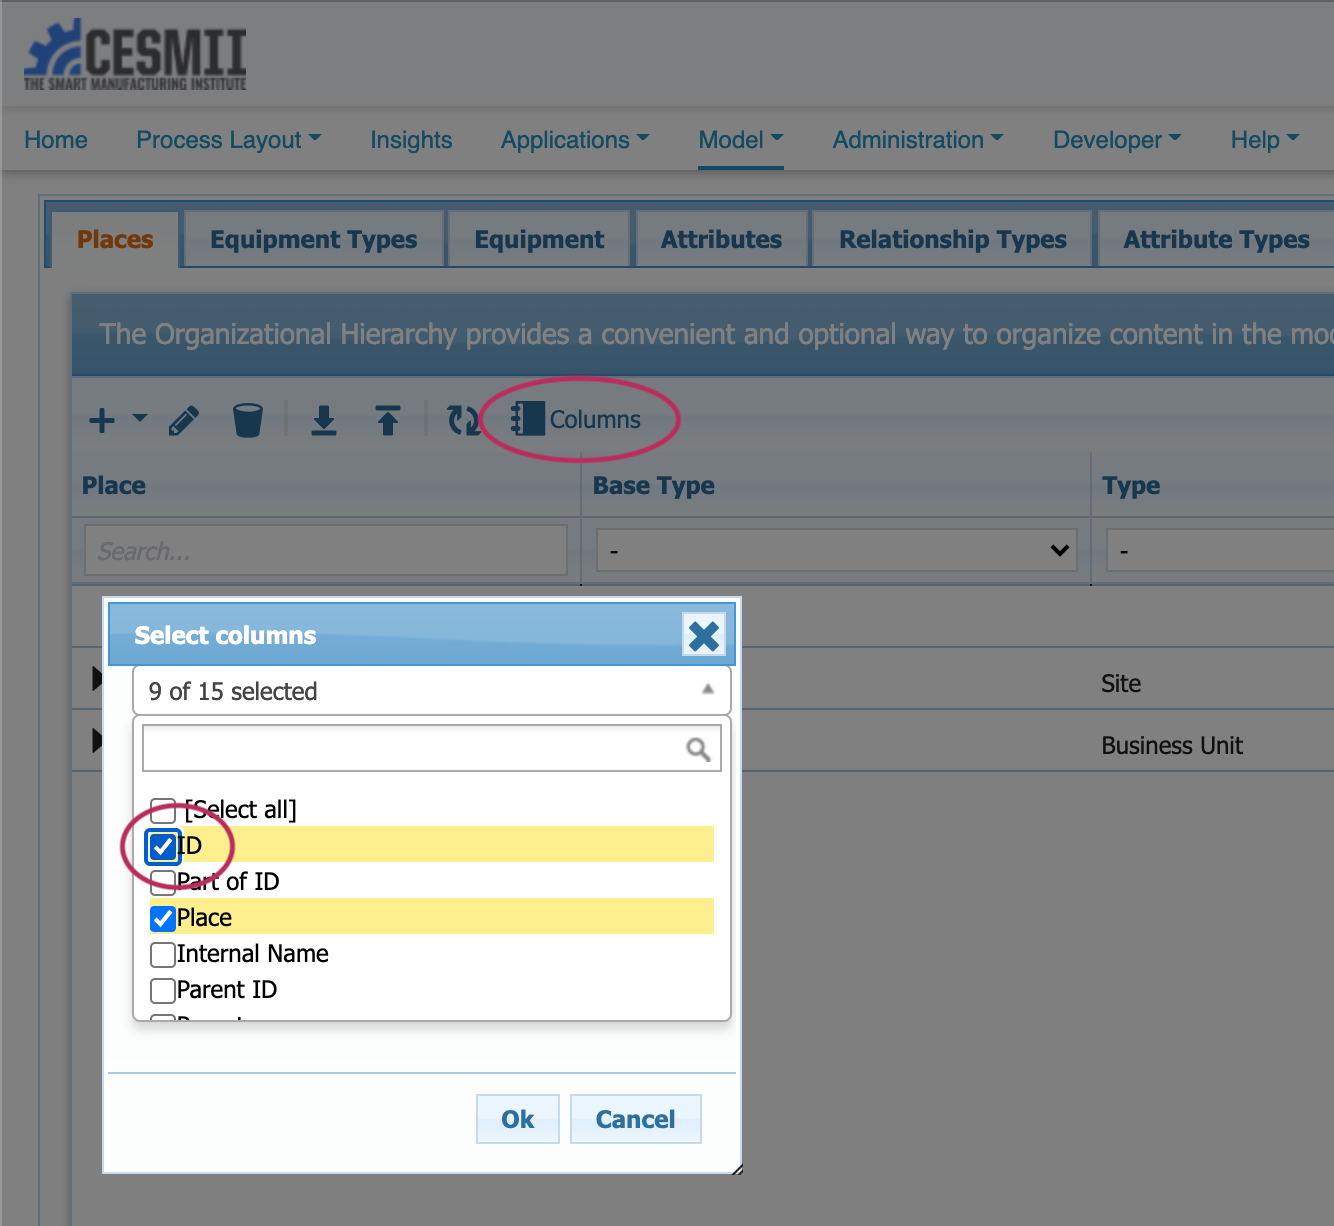 CESMII
THE SMART MANUFACTURING INSTITUTE
Home Process Layout Insights Applications Model Administration Developer Help
Places Equipment Types Equipment Attributes Relationship Types Attribute Types
The Organizational Hierarchy provides a convenient and optional way to organize content in the
Columns
Place Base Type Type
Search... - -
Select columns
9 of 15 selected
Site
Business Unit
[Select all]
ID
Part of ID
Place
Internal Name
Parent ID
Ok Cancel